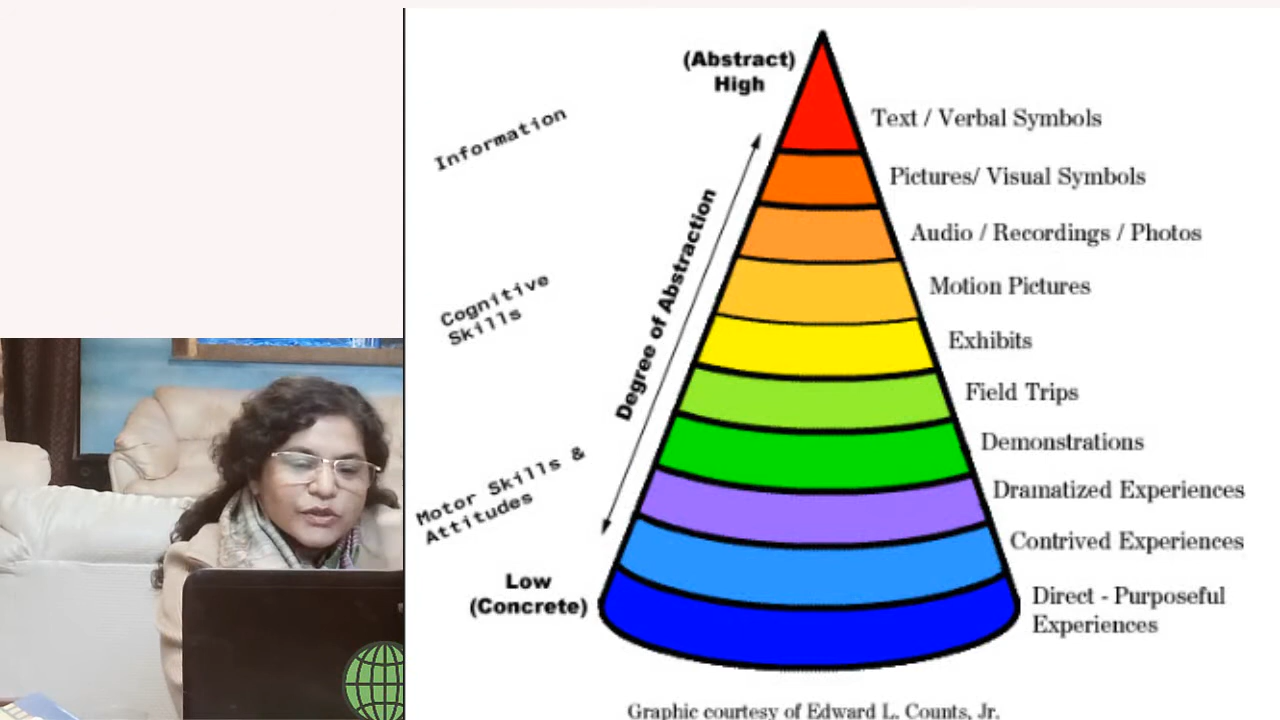 (Abstract)
High
Information
Degree of Abstraction
Cognitive
Skills
Motor Skills &
Attitudes
Low
(Concrete)
Text / Verbal Symbols
Pictures/ Visual Symbols
Audio / Recordings / Photos
Motion Pictures
Exhibits
Field Trips
Demonstrations
Dramatized Experiences
Contrived Experiences
Direct - Purposeful
Experiences
Graphic courtesy of Edward L. Counts, Jr.